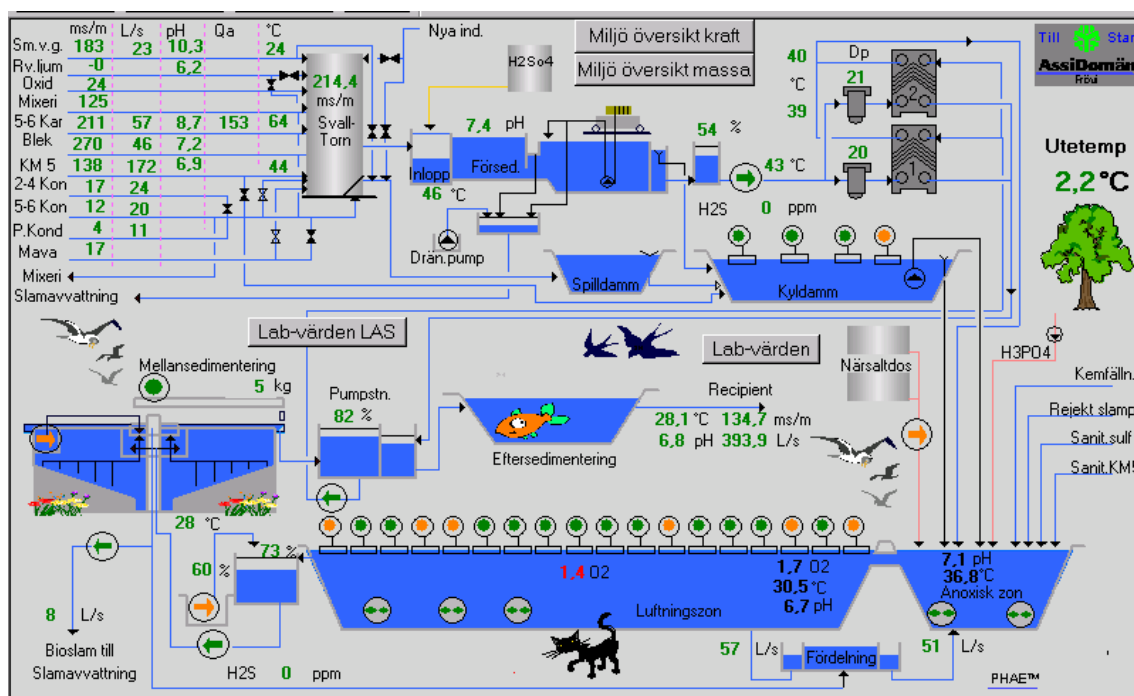 ms/m L/s pH Qa °C
Sm.v.g. 183 23 10,3 24
Rv.ljum -0 6,2
Oxid 24
Mixeri 125
5-6 Kar 211 57 8,7 153 64
Blek 270 46 7,2
KM 5 138 172 6,9 44
2-4 Kon 17 24
5-6 Kon 12 20
P.Kond 4 11
Mava 17
Mixeri
Slamavvattning
214,4
ms/m
Svall-
Torn
Nya ind.
H2So4
Miljö översikt kraft
Miljö översikt massa
7,4 pH
Inlopp
Försed.
46 °C
Drän.pump
54 %
43 °C
H2S 0 ppm
40
°C
39
Dp
21
2
20
1
Till Star
AssiDomän
Frövi
Utetemp
2,2 °C
Spilldamm
Kyldamm
Lab-värden LAS
Lab-värden
Närsaltdos
H3PO4
Kemfälln.
Rejekt slamp
Sanit.sulf
Sanit.KM5
Mellansedimentering
5 kg
Pumpstn.
82 %
Eftersedimentering
Recipient
28,1 °C 134,7 ms/m
6,8 pH 393,9 L/s
28 °C
73 %
60 %
8 L/s
Bioslam till
Slamavvattning
H2S 0 ppm
1,4 O2
1,7 O2
30,5 °C
6,7 pH
Luftningszon
7,1 pH
36,8 °C
Anoxisk zon
57 L/s
Fördelning
51 L/s
PHAE™